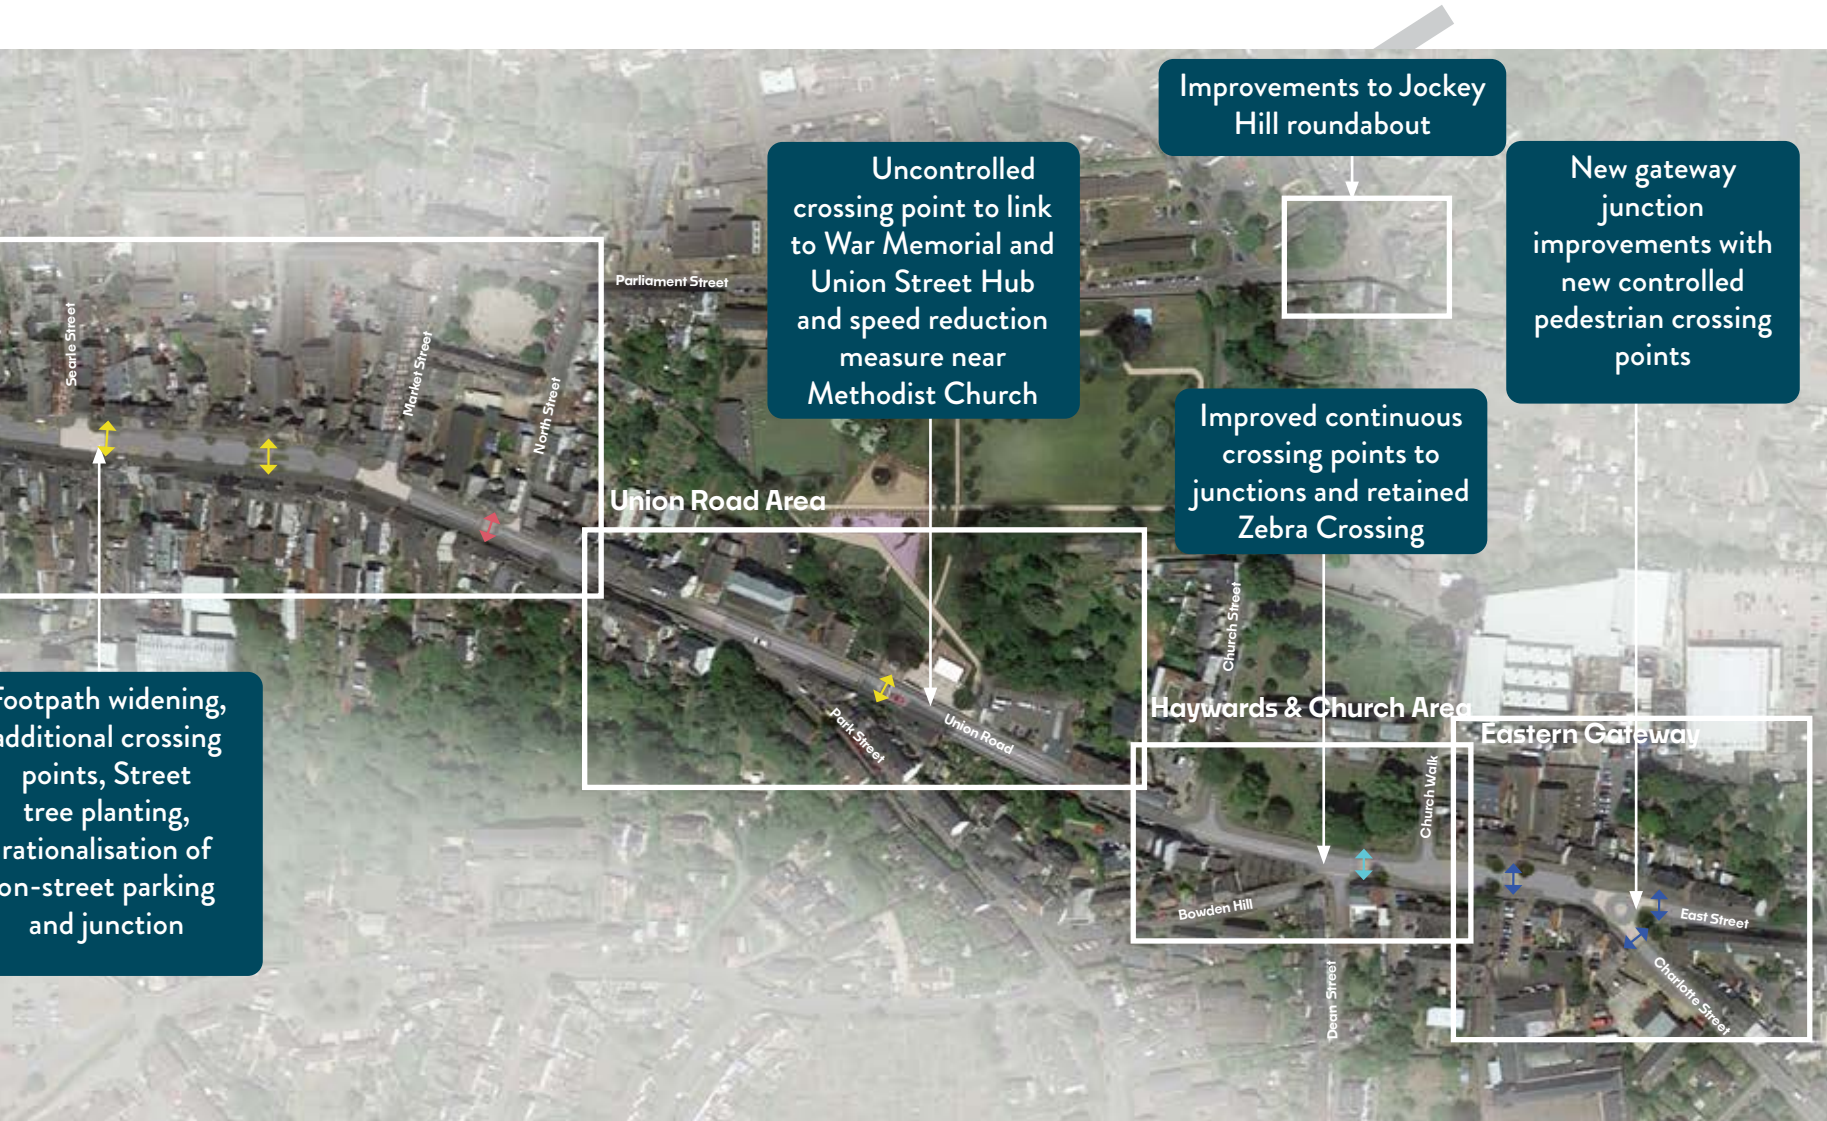 Improvements to Jockey
Hill roundabout
Uncontrolled
crossing point to link
to War Memorial and
Union Street Hub
and speed reduction
measure near
Methodist Church
New gateway
junction
improvements with
new controlled
pedestrian crossing
points
Parliament Street
Searle Street
Market Street
North Street
Improved continuous
crossing points to
junctions and retained
Zebra Crossing
Union Road Area
Church Street
footpath widening,
additional crossing
points, Street
tree planting,
rationalisation of
on-street parking
and junction
Park Street
Union Road
Haywards & Church Area
Eastern Gateway
Church Walk
Bowden Hill
East Street
Dean Street
Charlotte Street